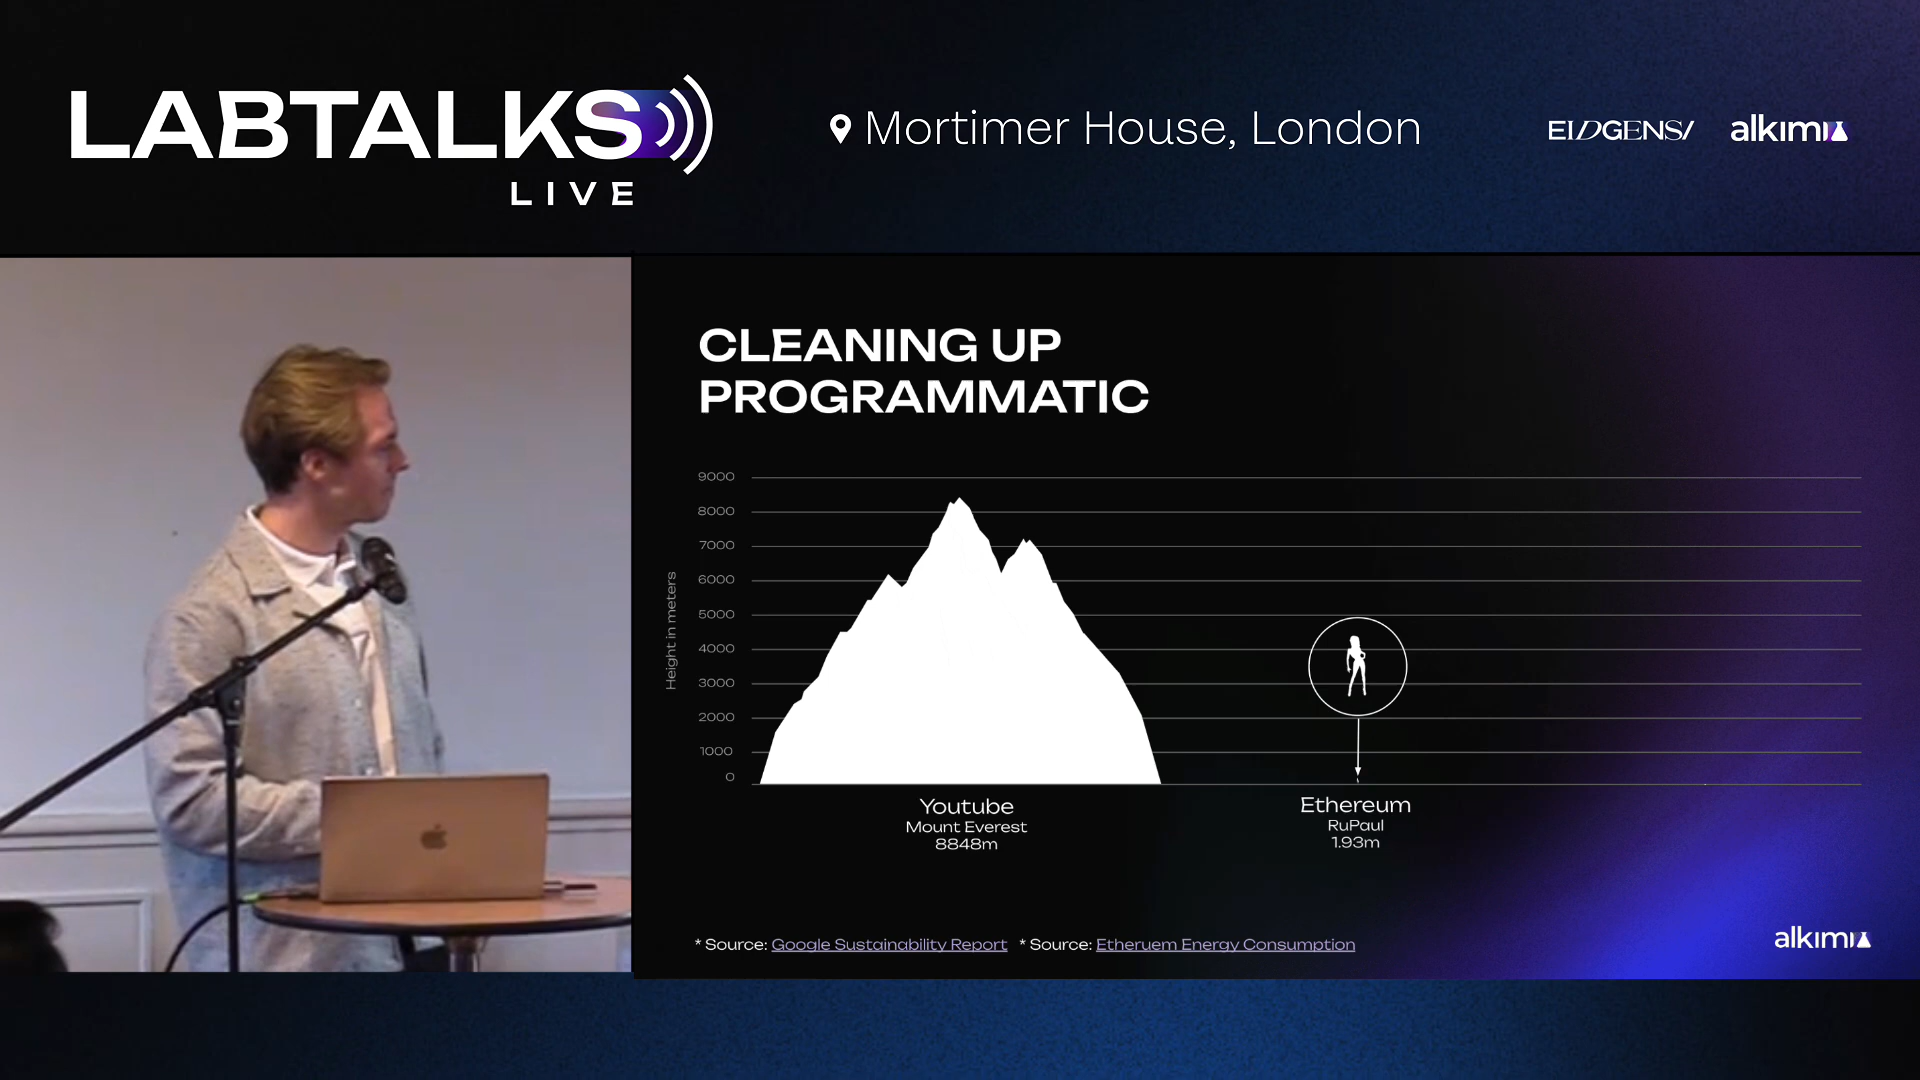 LABTALKS
LIVE
Mortimer House, London
EIDGENSI
alkimi
CLEANING UP
PROGRAMMATIC
Height in meters
9000
8000
7000
6000
5000
4000
3000
2000
1000
0
Youtube
Mount Everest
8848m
Ethereum
RuPaul
1.93m
* Source: Google Sustainability Report * Source: Etheruem Energy Consumption
alkimi